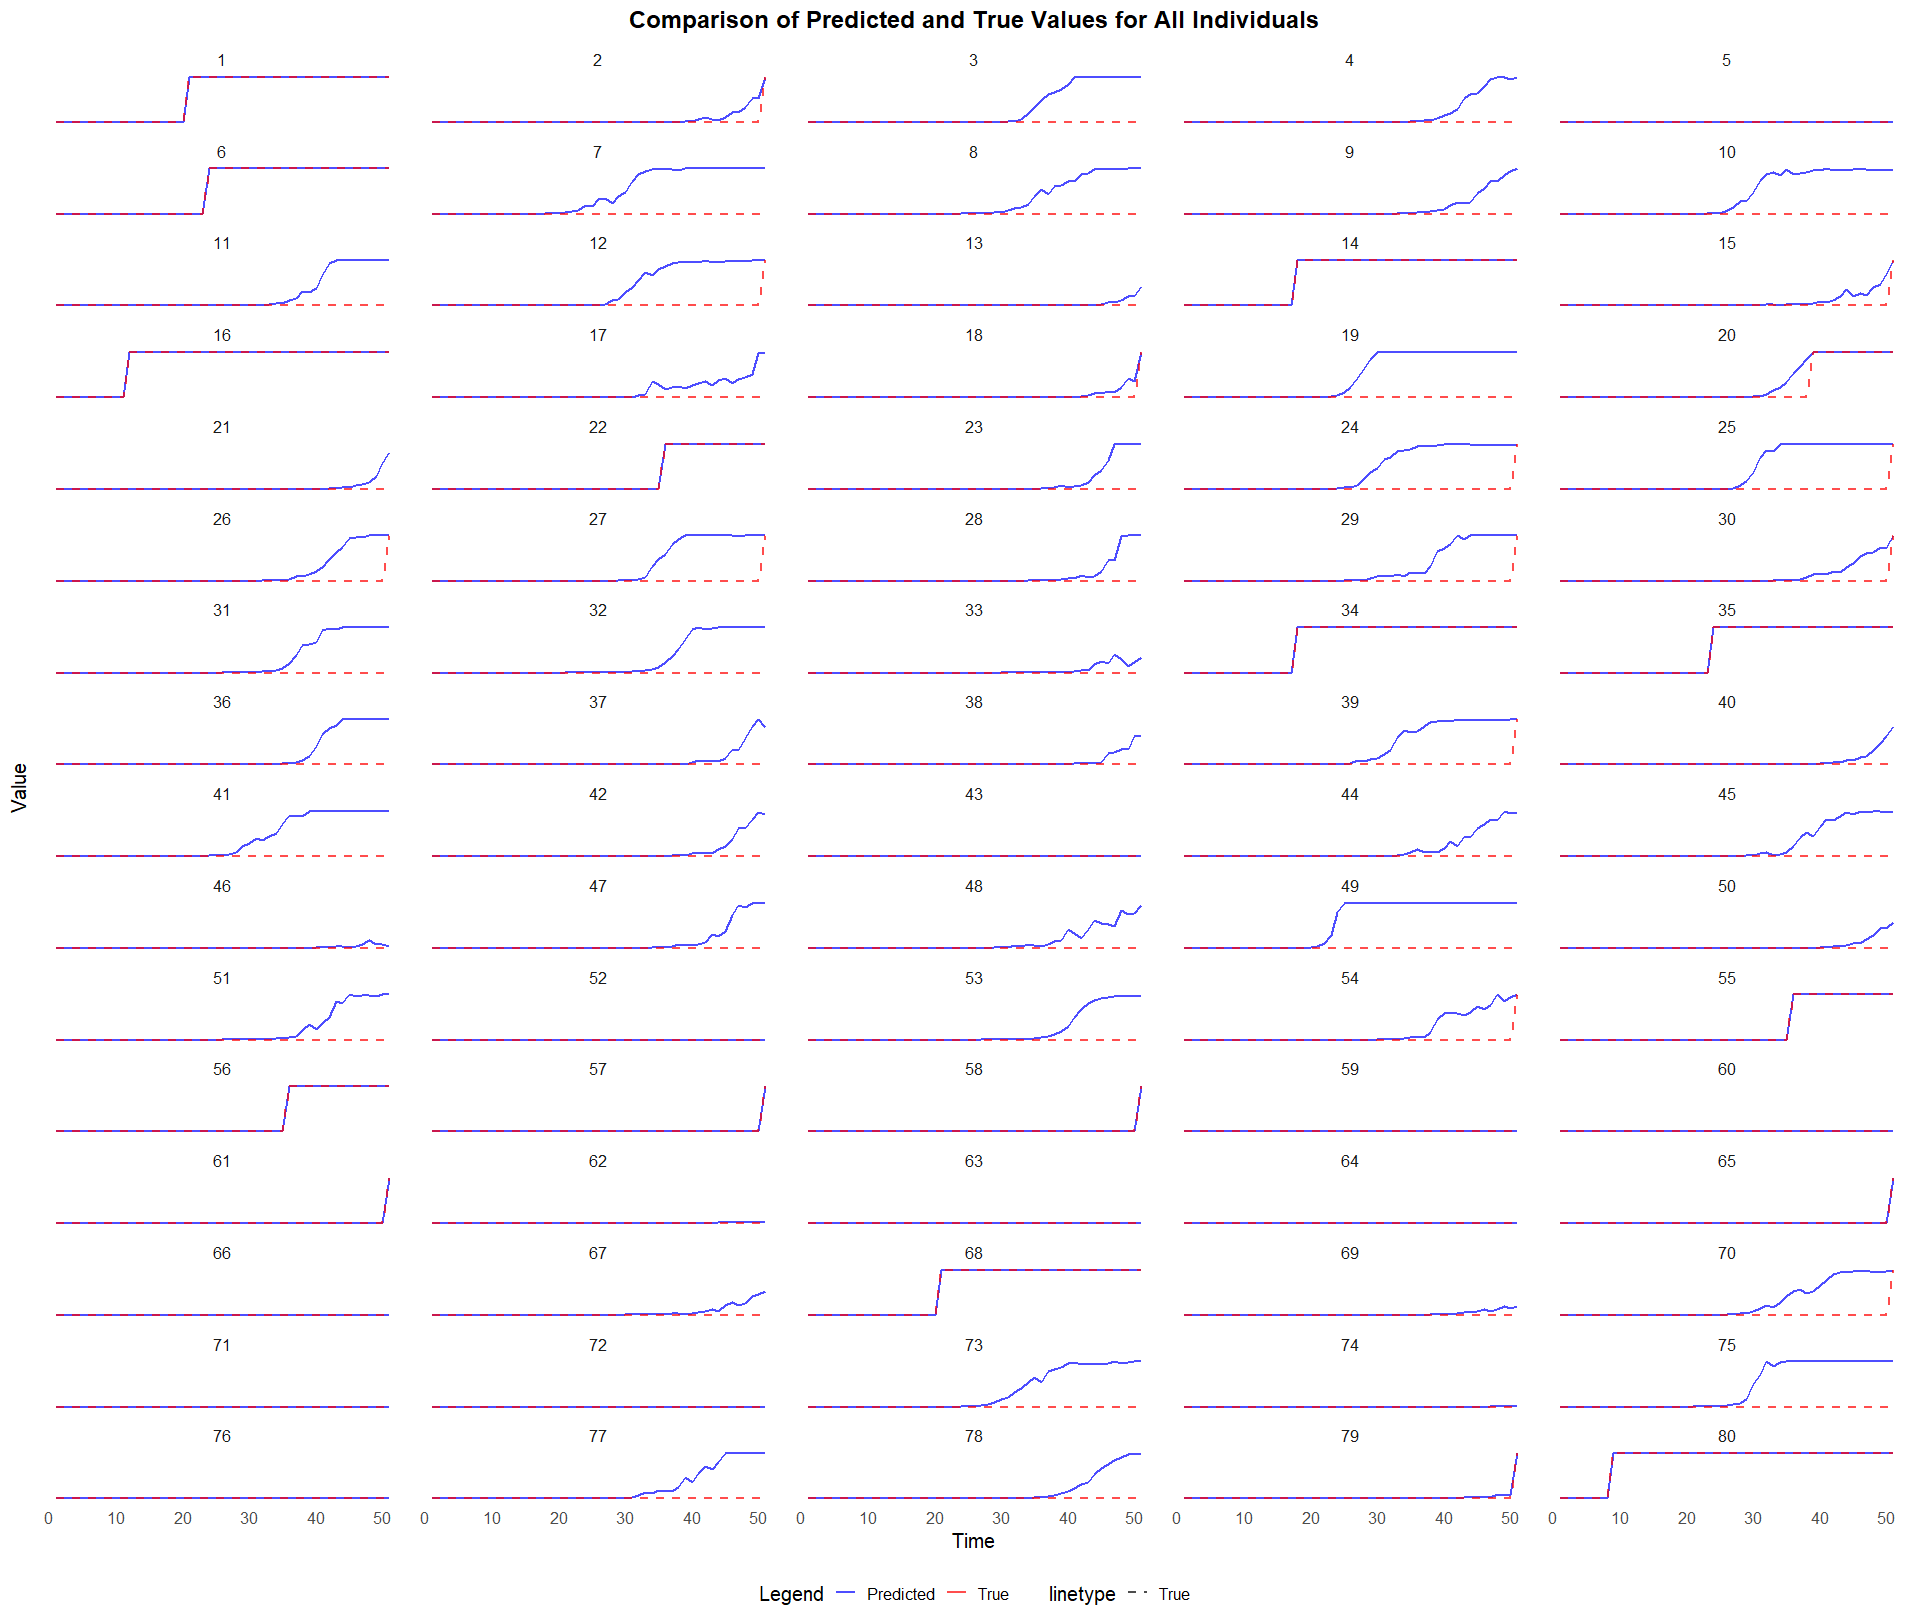 Comparison of Predicted and True Values for All Individuals
1 2 3 4 5
6 7 8 9 10
11 12 13 14 15
16 17 18 19 20
21 22 23 24 25
26 27 28 29 30
31 32 33 34 35
36 37 38 39 40
Value
41 42 43 44 45
46 47 48 49 50
51 52 53 54 55
56 57 58 59 60
61 62 63 64 65
66 67 68 69 70
71 72 73 74 75
76 77 78 79 80
0 10 20 30 40 50 0 10 20 30 40 50 0 10 20 30 40 50 0 10 20 30 40 50 0 10 20 30 40 50
Time
Legend Predicted True linetype True